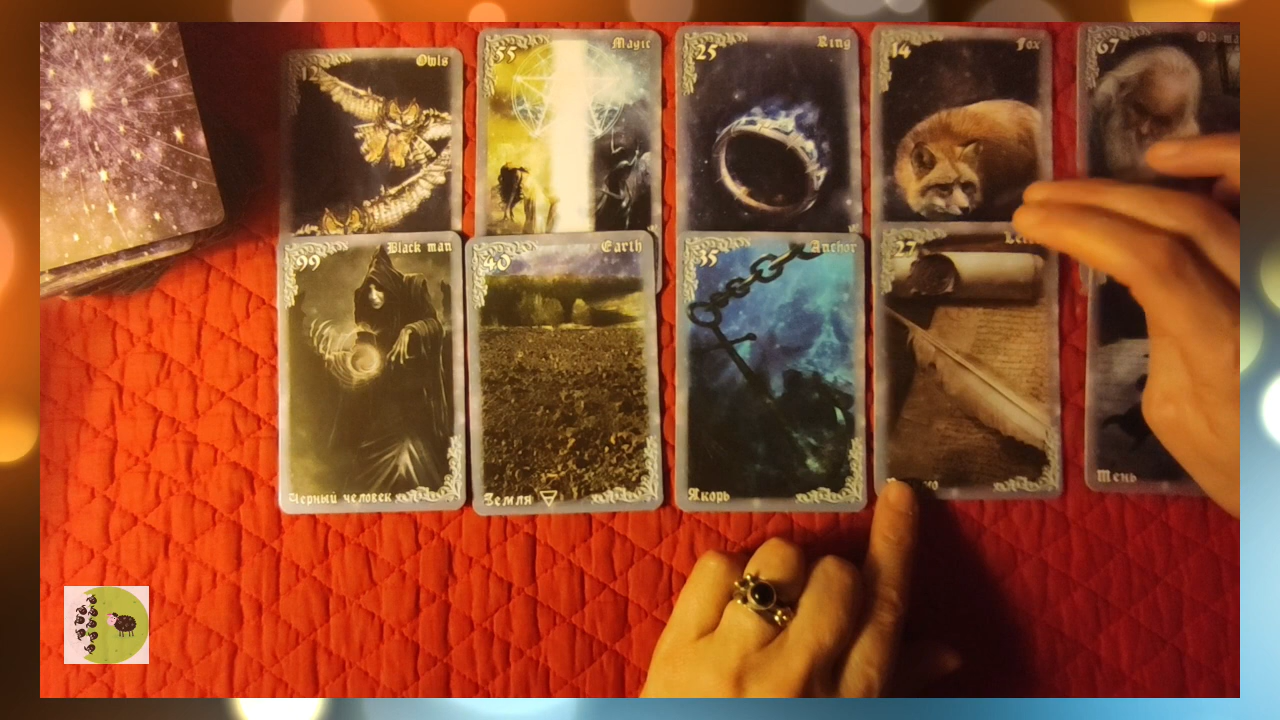 12 Owls
55 Magic
25 Ring
14 Fox
67
99 Black man
Черный человек
40 Earth
Земля
35 Anchor
Якорь
27
Тень